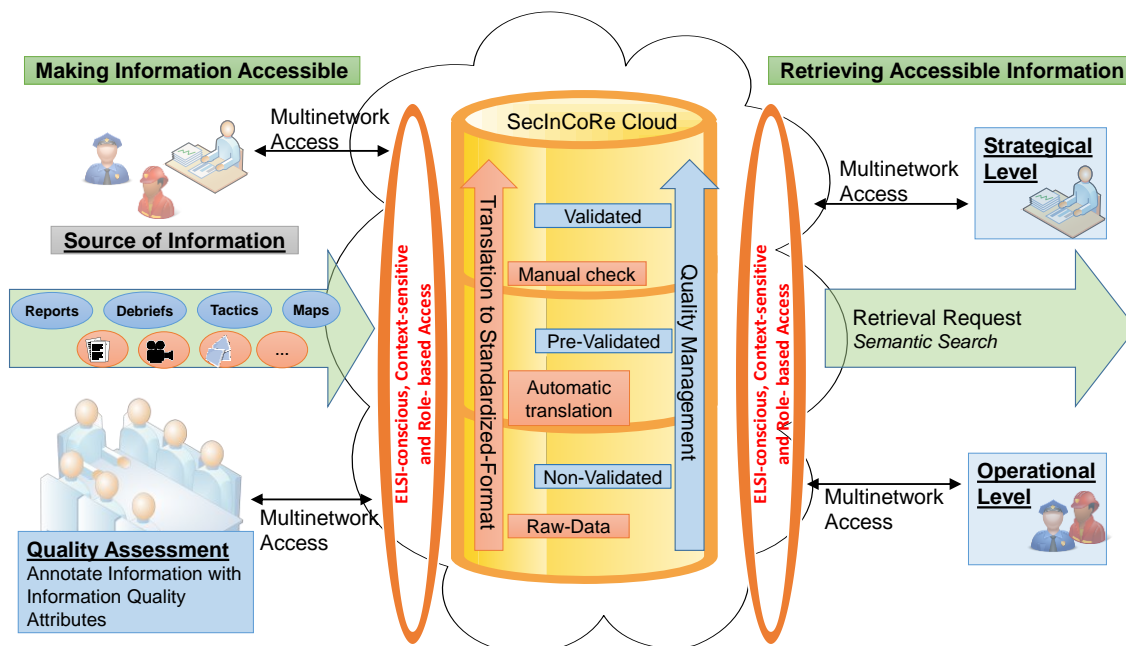 Making Information Accessible
Retrieving Accessible Information
Multinetwork
Access
Source of Information
Reports
Debriefs
Tactics
Maps
...
Multinetwork
Access
Quality Assessment
Annotate Information with
Information Quality
Attributes
ELSI-conscious, Context-sensitive
and Role- based Access
SecInCoRe Cloud
Translation to Standardized-Format
Quality Management
Validated
Manual check
Pre-Validated
Automatic
translation
Non-Validated
Raw-Data
ELSI-conscious, Context-sensitive
and Role- based Access
Multinetwork
Access
Strategical
Level
Retrieval Request
Semantic Search
Multinetwork
Access
Operational
Level